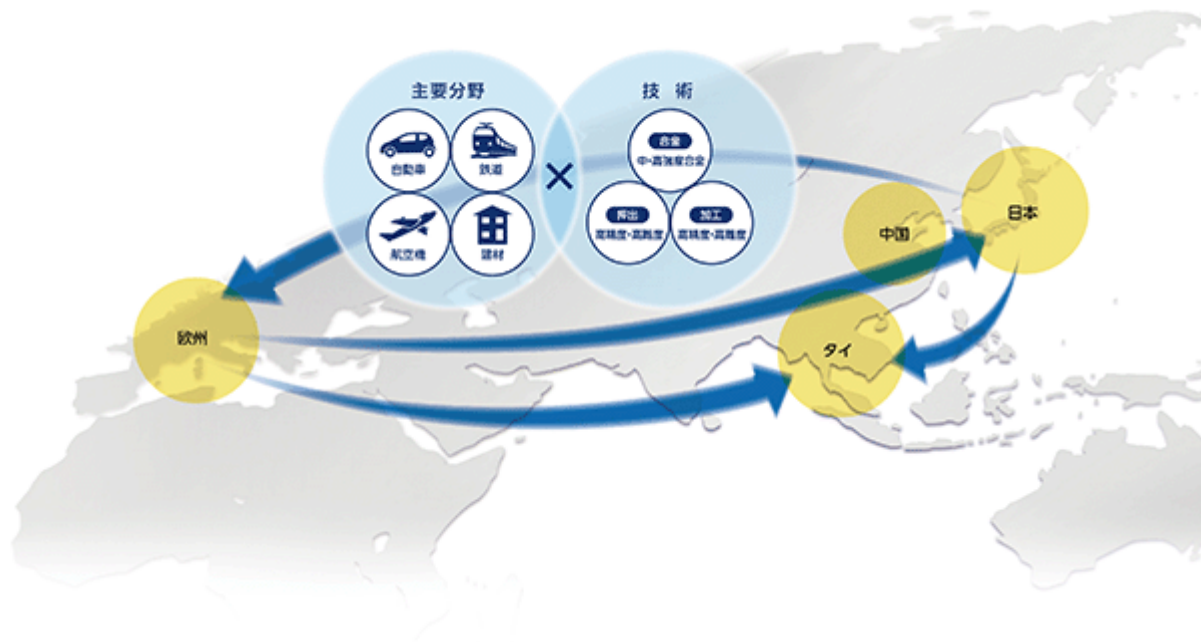 主要分野
技術
自動車
鉄道
航空機
建材
×
合金
中・高強度合金
押出
高精度・高難度
加工
高精度・高難度
日本
中国
欧州
タイ